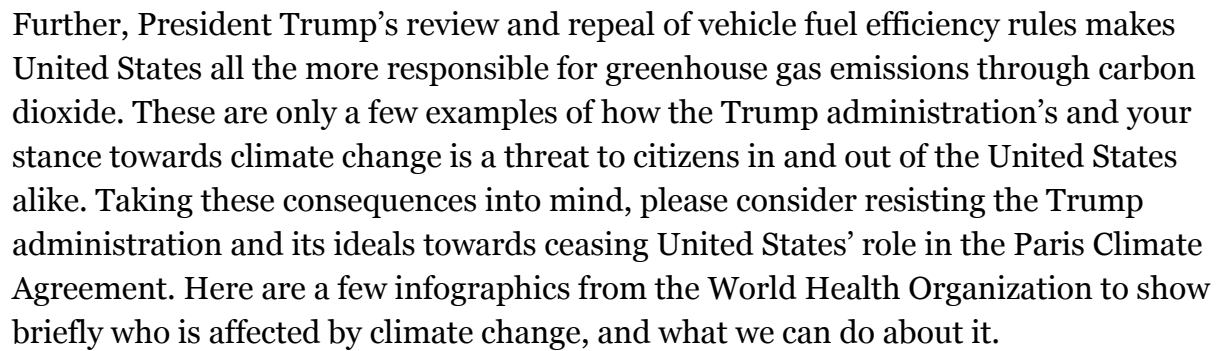 Further, President Trump’s review and repeal of vehicle fuel efficiency rules makes
United States all the more responsible for greenhouse gas emissions through carbon
dioxide. These are only a few examples of how the Trump administration’s and your
stance towards climate change is a threat to citizens in and out of the United States
alike. Taking these consequences into mind, please consider resisting the Trump
administration and its ideals towards ceasing United States’ role in the Paris Climate
Agreement. Here are a few infographics from the World Health Organization to show
briefly who is affected by climate change, and what we can do about it.